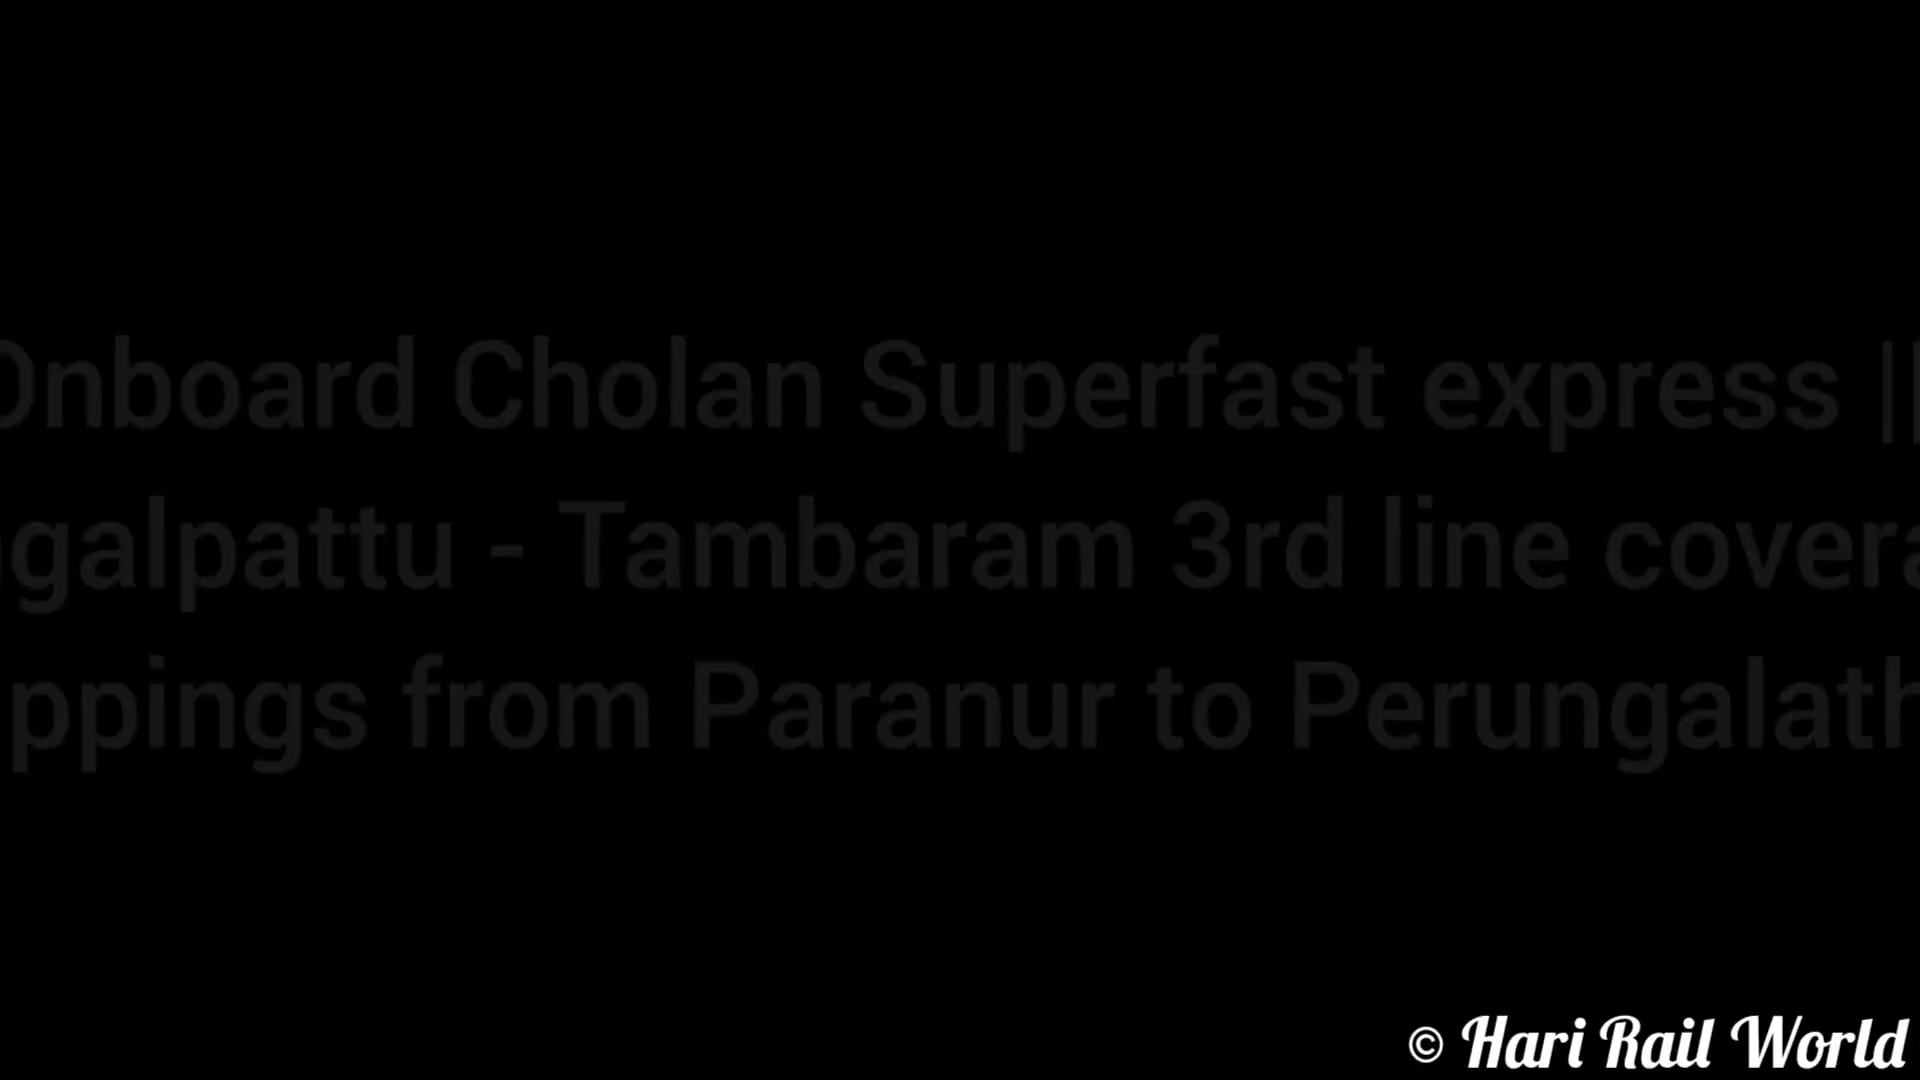 Onboard Cholan Superfast express ||
galpattu - Tambaram 3rd line covera
ppings from Paranur to Perungalath
© Hari Rail World